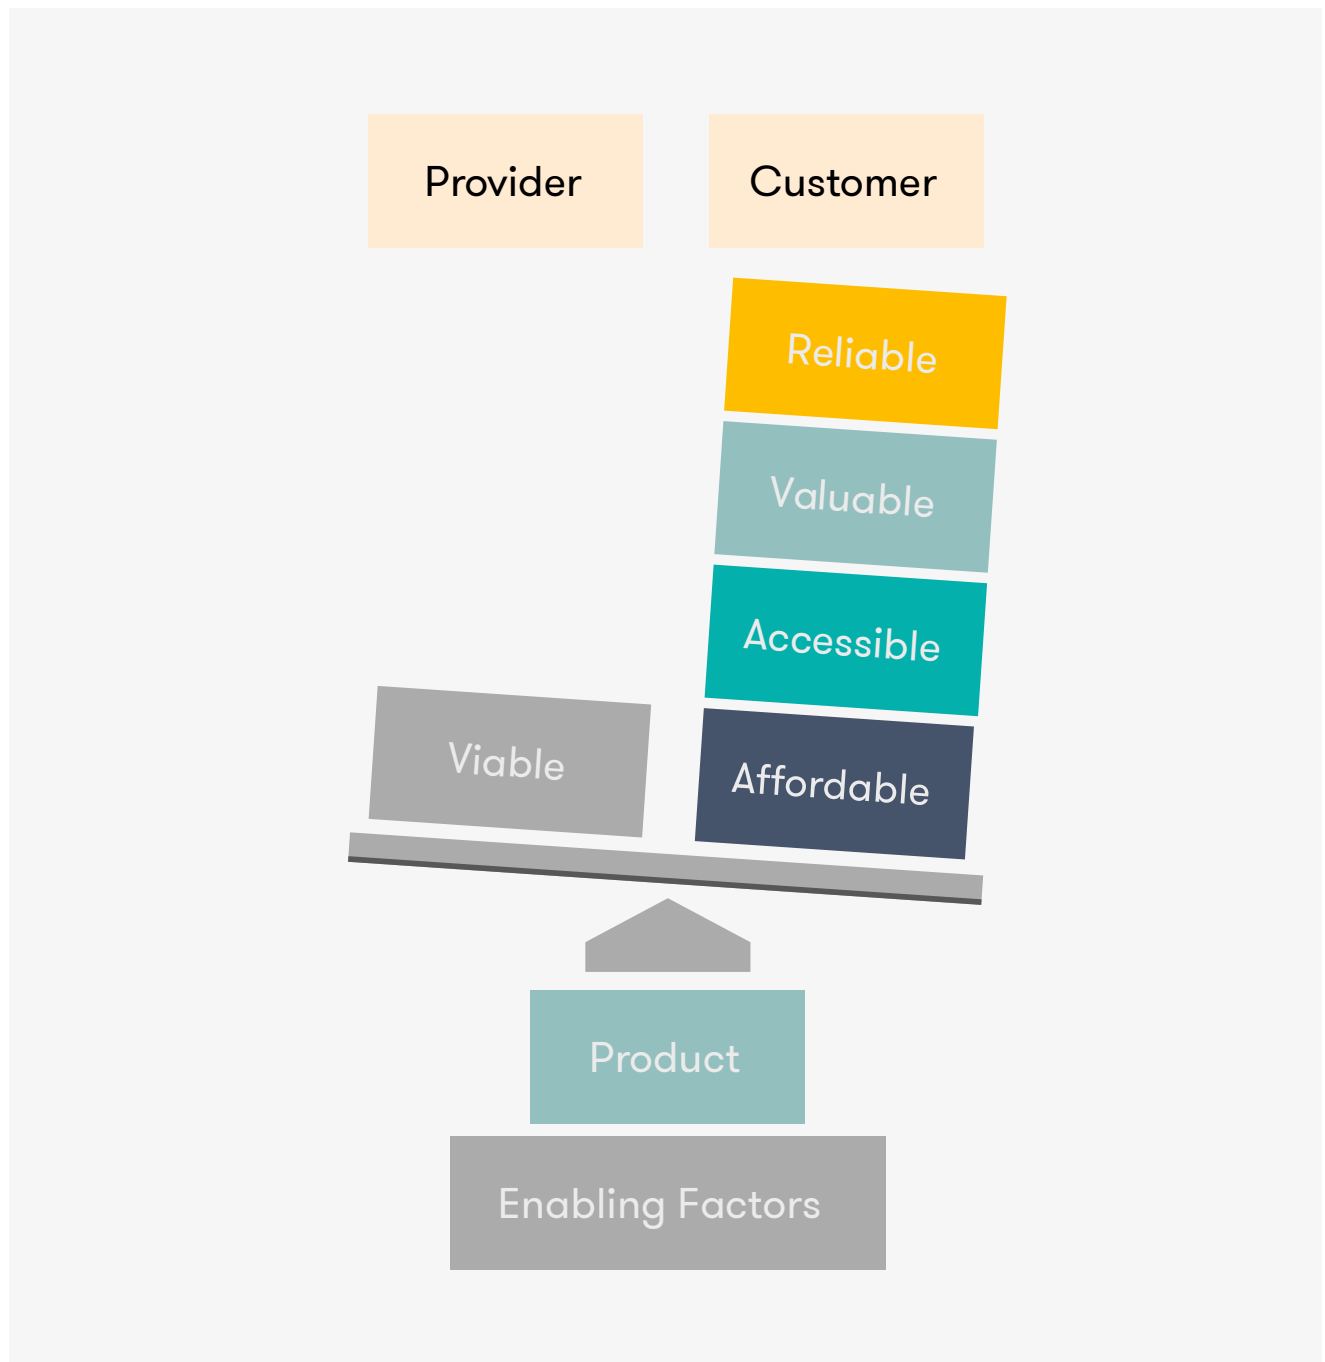 Provider
Customer
Reliable
Valuable
Accessible
Viable
Affordable
Product
Enabling Factors